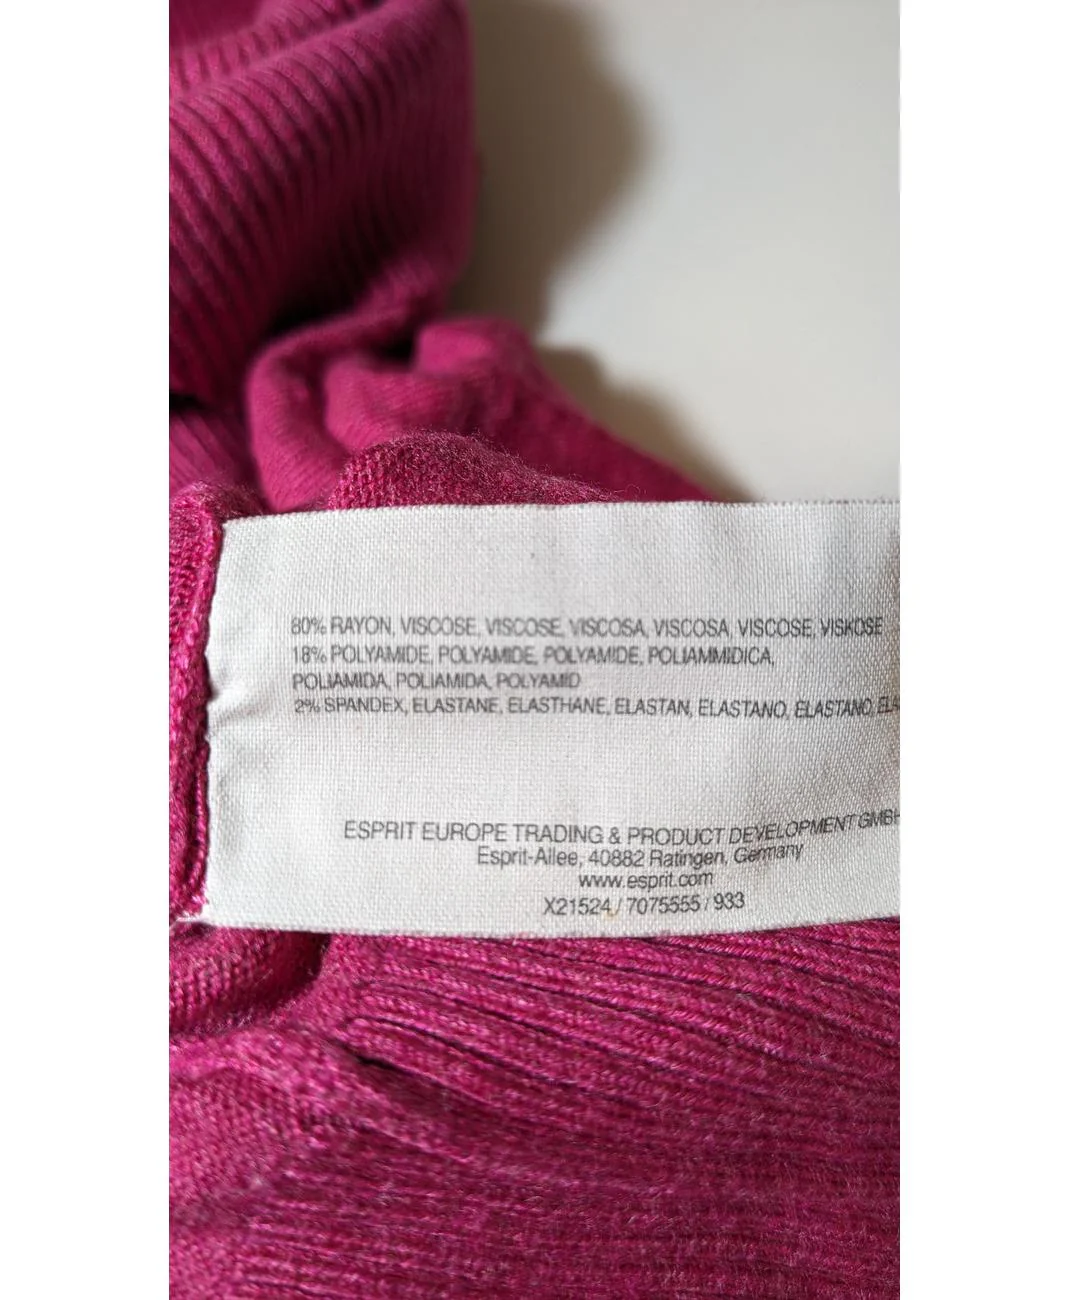 80% RAYON, VISCOSE, VISCOSE, VISCOSA, VISCOSA, VISCOSE, VISKOSE
18% POLYAMIDE, POLYAMIDE, POLYAMIDE, POLIAMMIDICA,
POLIAMIDA, POLIAMIDA, POLYAMID
2% SPANDEX, ELASTANE, ELASTHANE, ELASTAN, ELASTANO, ELASTANO,
ESPRIT EUROPE TRADING & PRODUCT DEVELOPMENT GMBH
Esprit-Allee, 40882 Ratingen, Germany
www.esprit.com
X21524 / 7075555 / 933